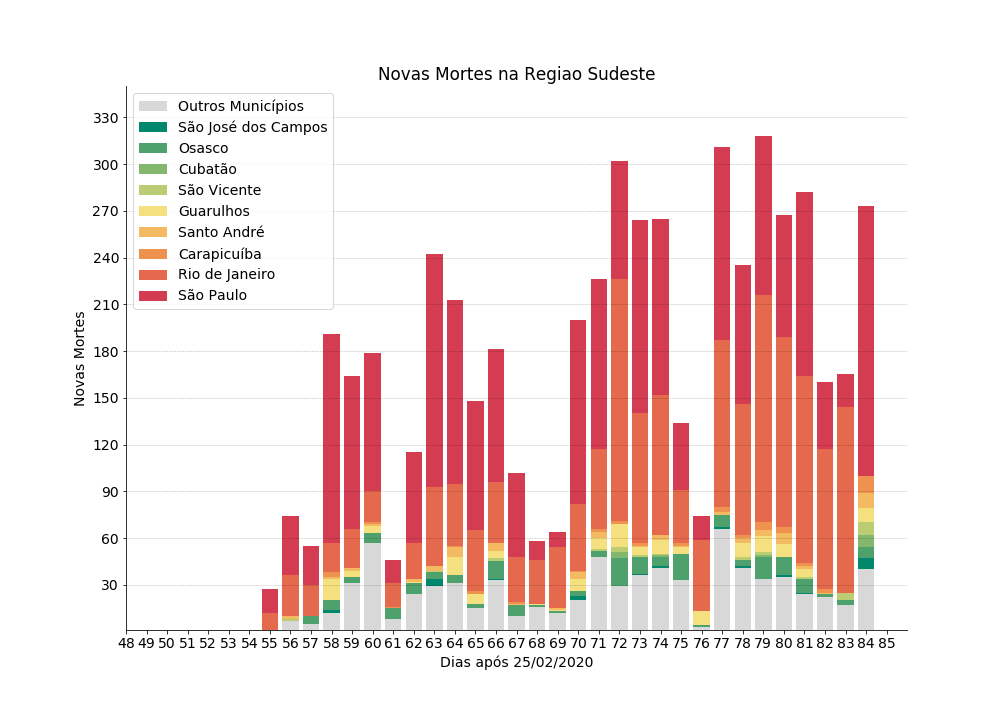 Novas Mortes na Regiao Sudeste
Outros Municípios
São José dos Campos
Osasco
Cubatão
São Vicente
Guarulhos
Santo André
Carapicuíba
Rio de Janeiro
São Paulo
Novas Mortes
330
300
270
240
210
180
150
120
90
60
30
48 49 50 51 52 53 54 55 56 57 58 59 60 61 62 63 64 65 66 67 68 69 70 71 72 73 74 75 76 77 78 79 80 81 82 83 84 85
Dias após 25/02/2020